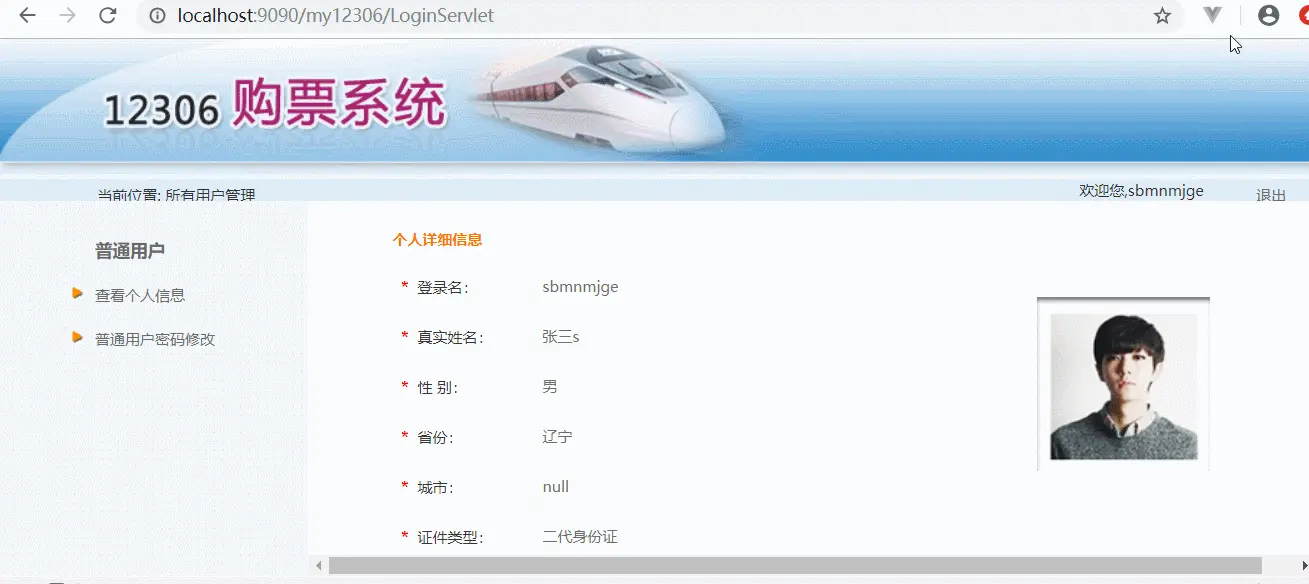 localhost:9090/my12306/LoginServlet
12306 购票系统
当前位置: 所有用户管理
欢迎您,sbmnmjge
退出
普通用户
查看个人信息
普通用户密码修改
个人详细信息
* 登录名: sbmnmjge
* 真实姓名: 张三s
* 性 别: 男
* 省份: 辽宁
* 城市: null
* 证件类型: 二代身份证